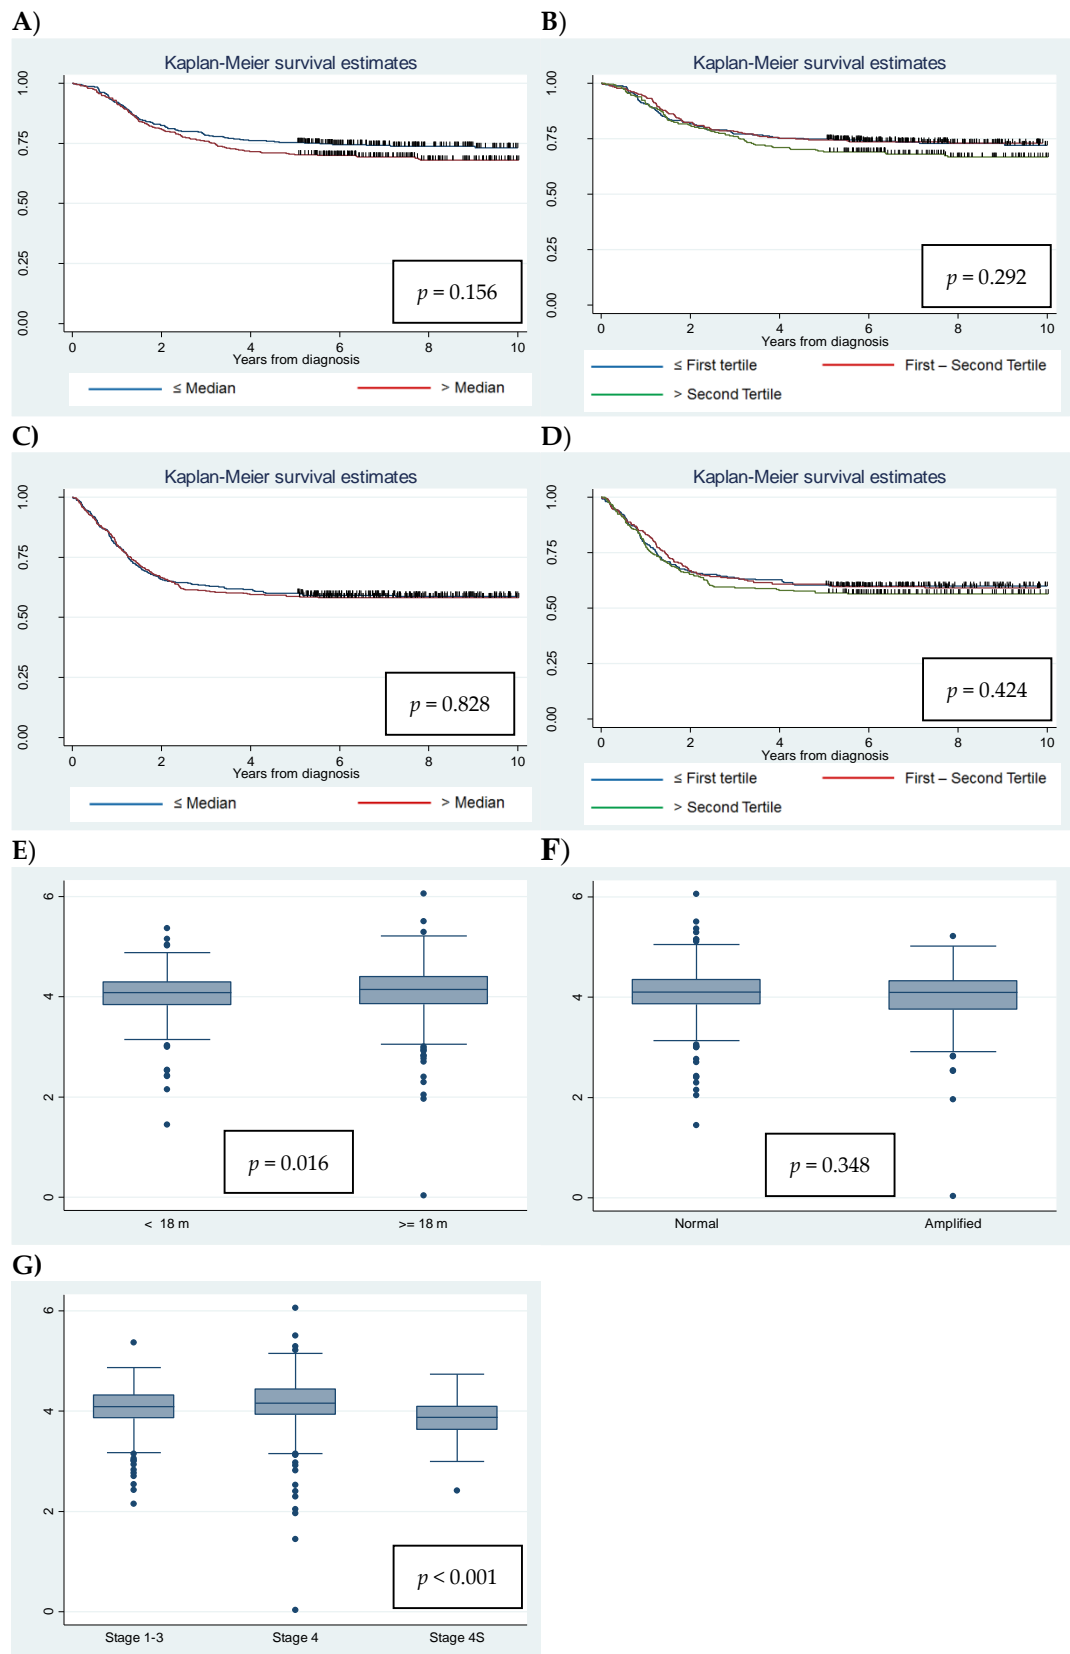 A)
Kaplan-Meier survival estimates
1.00
0.75
0.50
0.25
0.00
p = 0.156
0 2 4 6 8 10
Years from diagnosis
≤ Median > Median
B)
Kaplan-Meier survival estimates
1.00
0.75
0.50
0.25
0.00
p = 0.292
0 2 4 6 8 10
Years from diagnosis
≤ First tertile First – Second Tertile
> Second Tertile
C)
Kaplan-Meier survival estimates
1.00
0.75
0.50
0.25
0.00
p = 0.828
0 2 4 6 8 10
Years from diagnosis
≤ Median > Median
D)
Kaplan-Meier survival estimates
1.00
0.75
0.50
0.25
0.00
p = 0.424
0 2 4 6 8 10
Years from diagnosis
≤ First tertile First – Second Tertile
> Second Tertile
E)
6
4
2
0
p = 0.016
< 18 m >= 18 m
F)
6
4
2
0
p = 0.348
Normal Amplified
G)
6
4
2
0
p < 0.001
Stage 1-3 Stage 4 Stage 4S